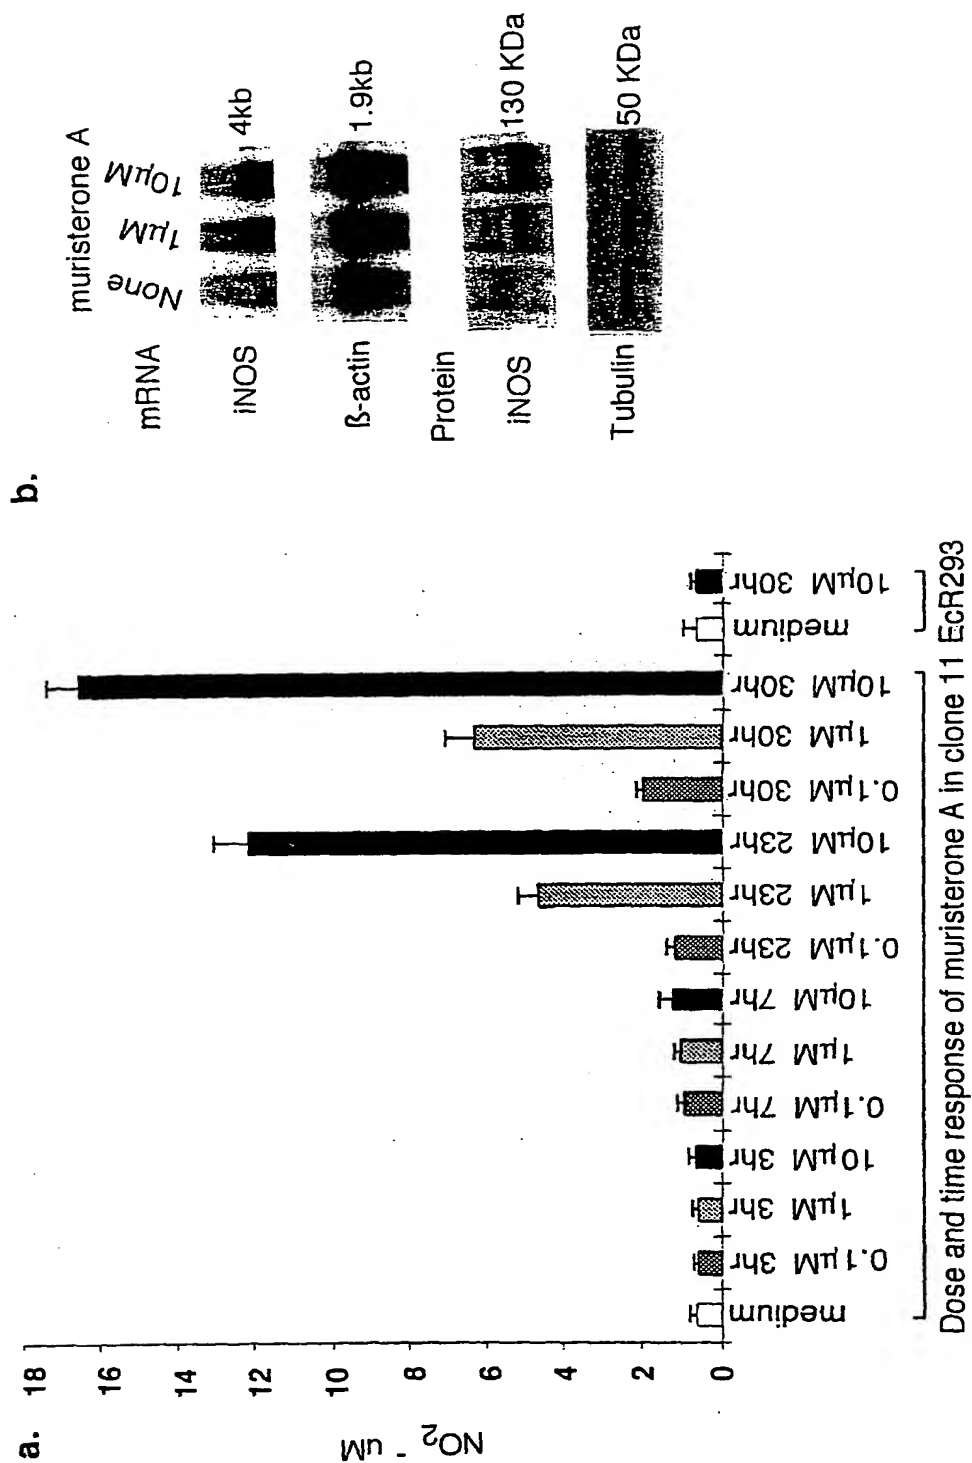 a.
18
16
14
12
10
8
6
4
2
0
NO2 - uM
medium
0.1µM 3hr
1µM 3hr
10µM 3hr
0.1µM 7hr
1µM 7hr
10µM 7hr
0.1µM 23hr
1µM 23hr
10µM 23hr
0.1µM 30hr
1µM 30hr
10µM 30hr
medium
10µM 30hr
Dose and time response of muristerone A in clone 11 EcR293
b.
muristerone A
None 1µM 10µM
mRNA
iNOS 4kb
ß-actin 1.9kb
Protein
iNOS 130 KDa
Tubulin 50 KDa